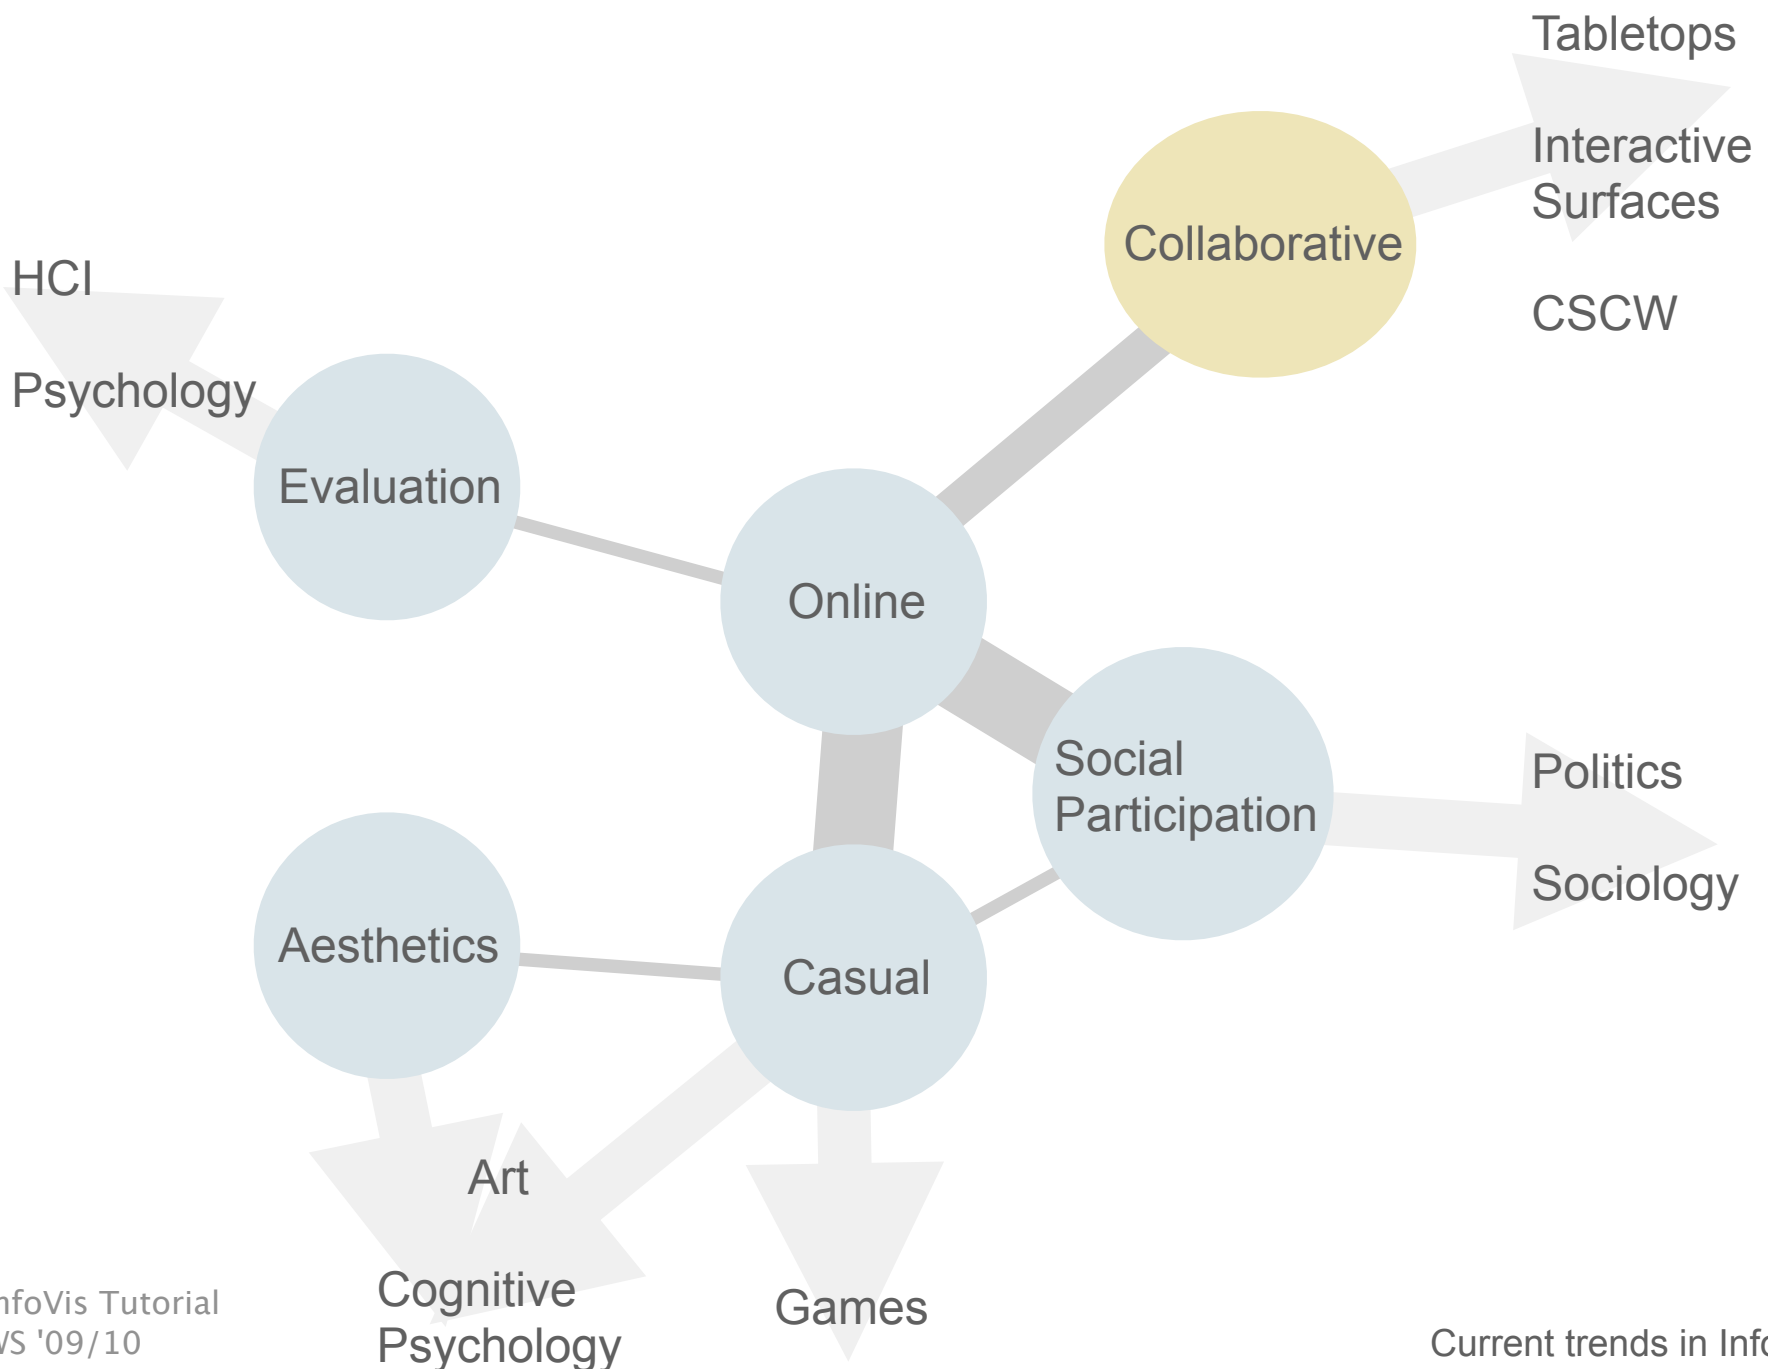 Tabletops
Interactive
Surfaces
CSCW
Collaborative
HCI
Psychology
Evaluation
Online
Social
Participation
Politics
Sociology
Aesthetics
Casual
Art
Cognitive
Psychology
Games
nfoVis Tutorial
WS '09/10
Current trends in Info